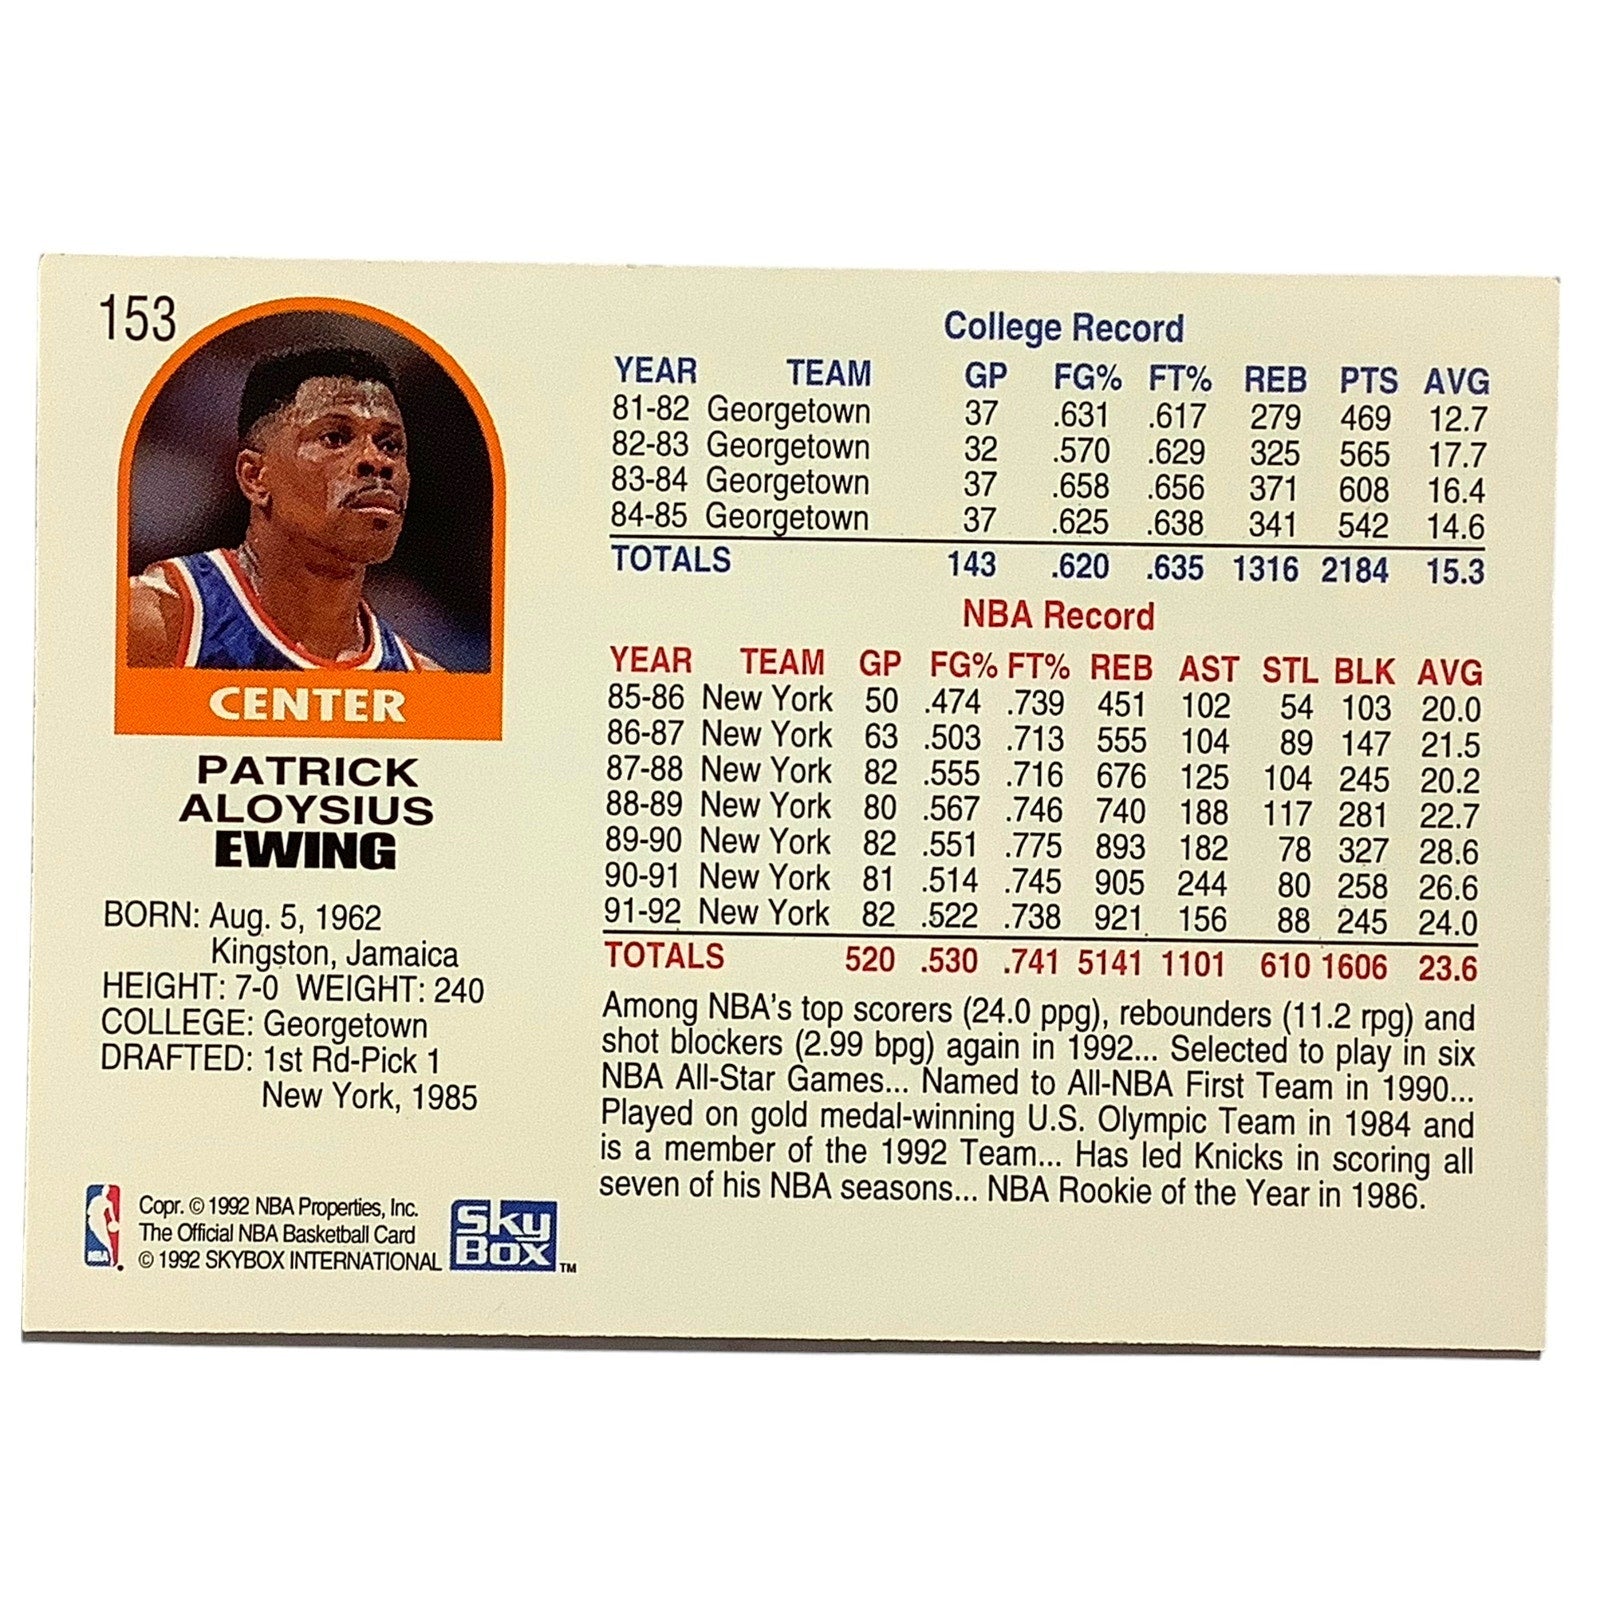 153
CENTER
PATRICK
ALOYSIUS
EWING
BORN: Aug. 5, 1962
Kingston, Jamaica
HEIGHT: 7-0 WEIGHT: 240
COLLEGE: Georgetown
DRAFTED: 1st Rd-Pick 1
New York, 1985
NBA
Copr. © 1992 NBA Properties, Inc.
The Official NBA Basketball Card
© 1992 SKYBOX INTERNATIONAL
Sky
Box ™
College Record
YEAR TEAM GP FG% FT% REB PTS AVG
81-82 Georgetown 37 .631 .617 279 469 12.7
82-83 Georgetown 32 .570 .629 325 565 17.7
83-84 Georgetown 37 .658 .656 371 608 16.4
84-85 Georgetown 37 .625 .638 341 542 14.6
TOTALS 143 .620 .635 1316 2184 15.3
NBA Record
YEAR TEAM GP FG% FT% REB AST STL BLK AVG
85-86 New York 50 .474 .739 451 102 54 103 20.0
86-87 New York 63 .503 .713 555 104 89 147 21.5
87-88 New York 82 .555 .716 676 125 104 245 20.2
88-89 New York 80 .567 .746 740 188 117 281 22.7
89-90 New York 82 .551 .775 893 182 78 327 28.6
90-91 New York 81 .514 .745 905 244 80 258 26.6
91-92 New York 82 .522 .738 921 156 88 245 24.0
TOTALS 520 .530 .741 5141 1101 610 1606 23.6
Among NBA's top scorers (24.0 ppg), rebounders (11.2 rpg) and
shot blockers (2.99 bpg) again in 1992... Selected to play in six
NBA All-Star Games... Named to All-NBA First Team in 1990...
Played on gold medal-winning U.S. Olympic Team in 1984 and
is a member of the 1992 Team... Has led Knicks in scoring all
seven of his NBA seasons... NBA Rookie of the Year in 1986.